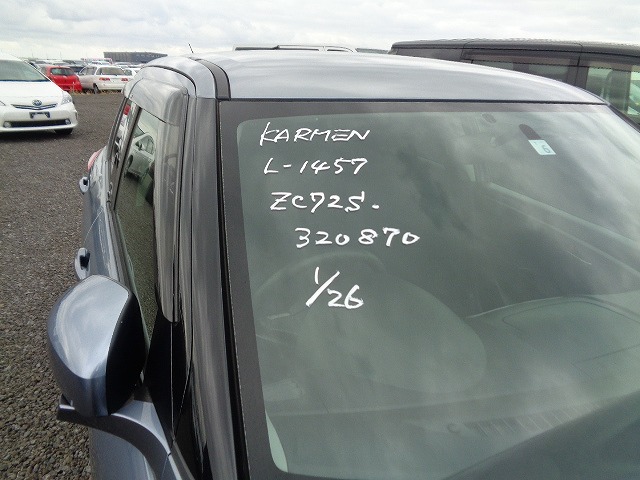 KARMEN
L-1457
ZC72S.
320870
1/26